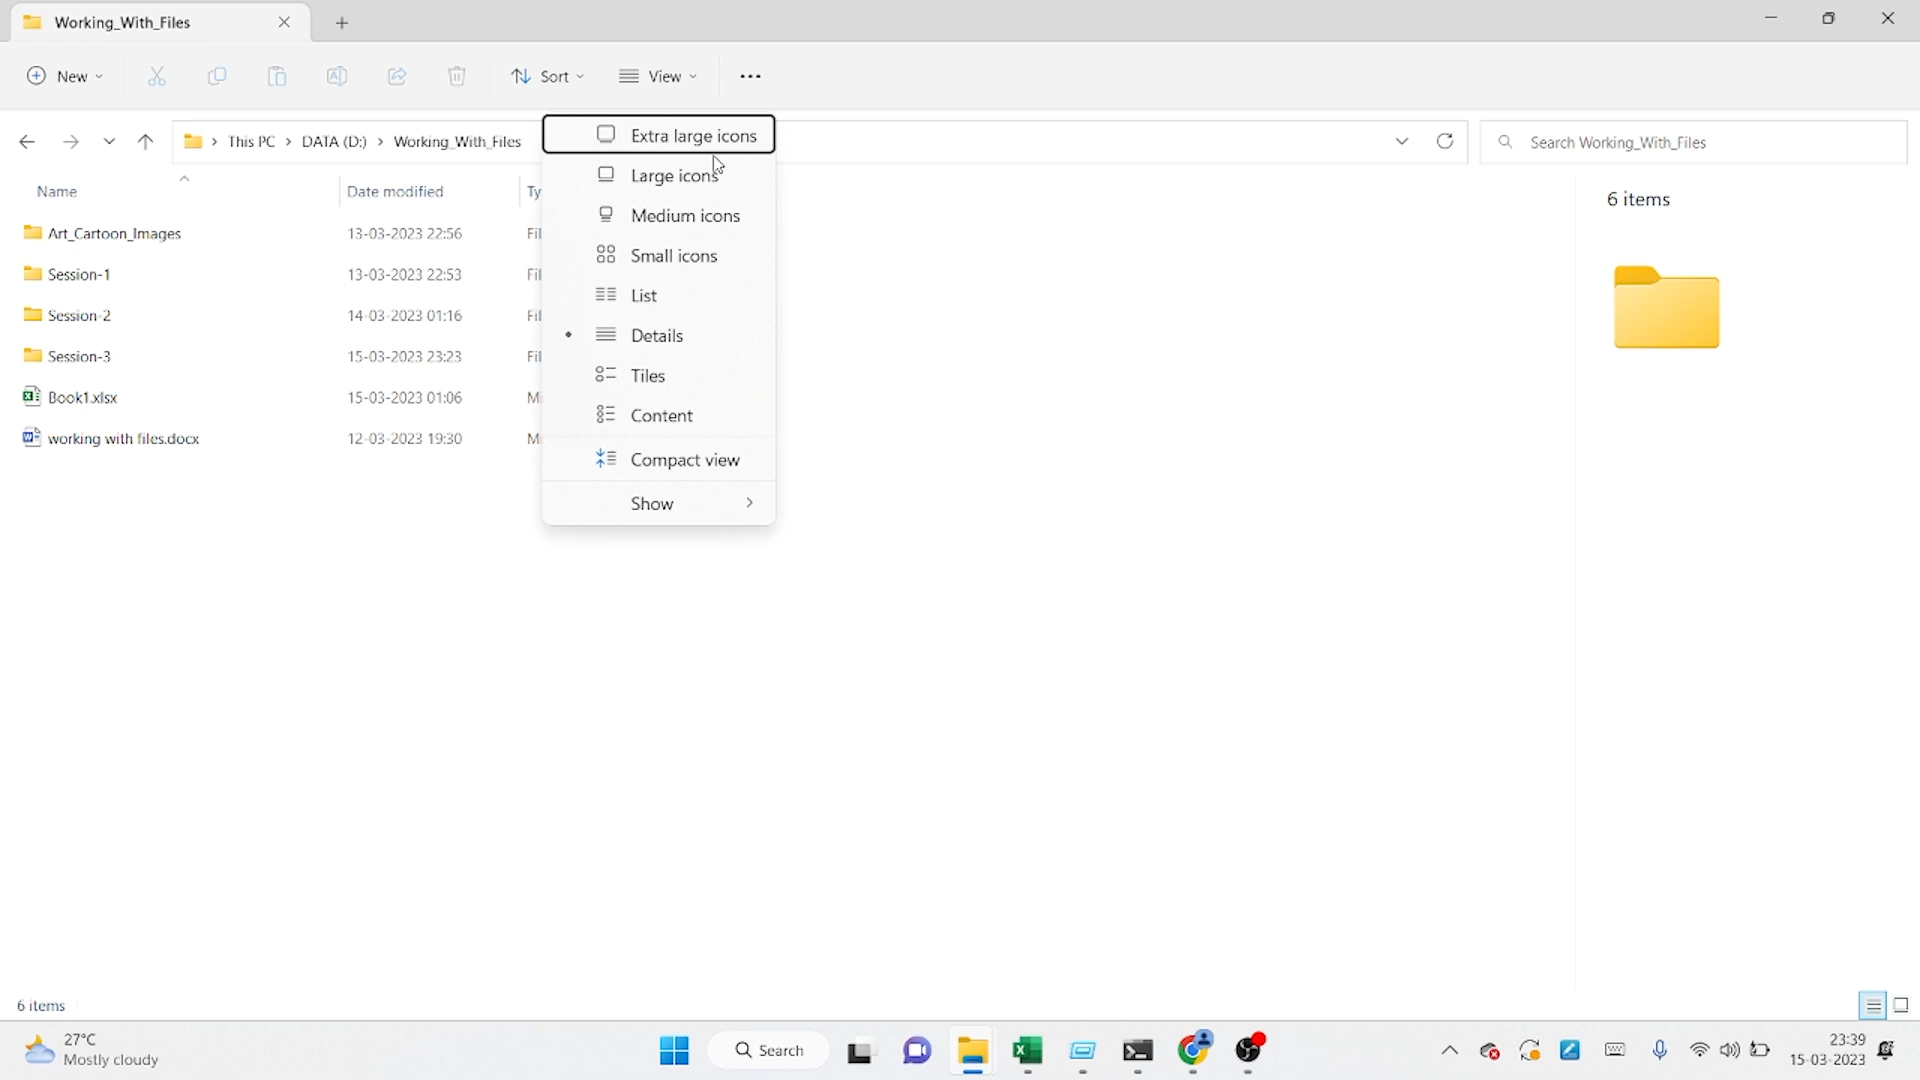 Working_With_Files
New
Sort
View
This PC
DATA (D:)
Working_With_Files
Search Working_With_Files
Extra large icons
Large icons
Medium icons
Small icons
List
Details
Tiles
Content
Compact view
Show
Name
Date modified
Ty
Art_Cartoon_Images
13-03-2023 22:56
Fil
Session-1
13-03-2023 22:53
Fil
Session-2
14-03-2023 01:16
Fil
Session-3
15-03-2023 23:23
Fil
Book1.xlsx
15-03-2023 01:06
Mi
working with files.docx
12-03-2023 19:30
Mi
6 items
6 items
27°C
Mostly cloudy
Search
23:39
15-03-2023